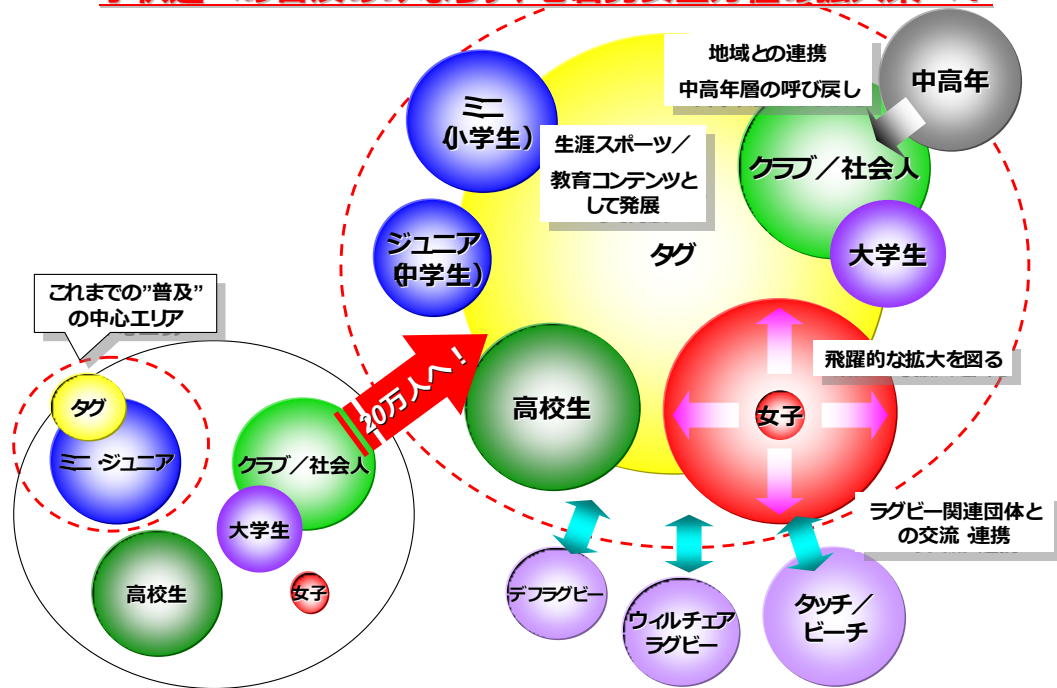 地域との連携
中高年層の呼び戻し
中高年
ミニ
(小学生)
生涯スポーツ/
教育コンテンツと
して発展
クラブ/社会人
ジュニア
(中学生)
タグ
大学生
これまでの”普及”
の中心エリア
20万人へ!
飛躍的な拡大を図る
タグ
高校生
女子
ミニ・ジュニア
クラブ/社会人
ラグビー関連団体と
の交流・連携
大学生
高校生
女子
デフラグビー
ウィルチェア
ラグビー
タッチ/
ビーチ